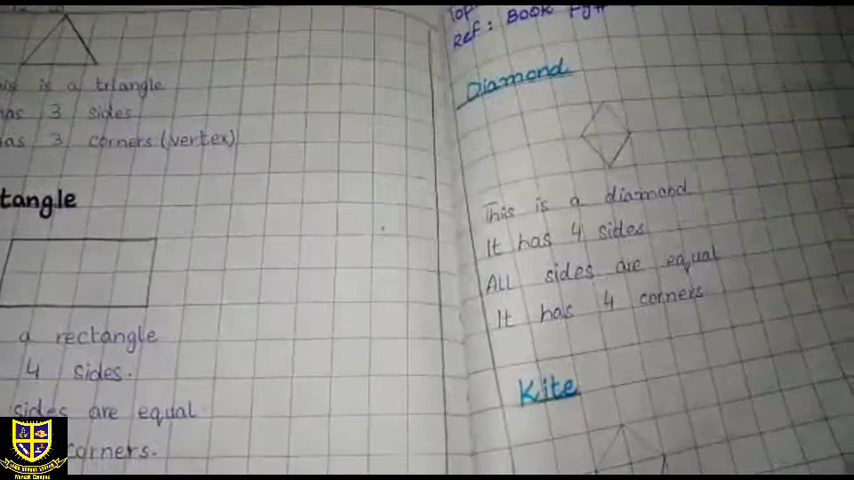 is a triangle
has 3 sides
has 3 corners (vertex)
tangle
a rectangle
4 sides.
sides are equal
corners.
Top
Ref: Book
Diamond
This is a diamond
It has 4 sides
All sides are equal
It has 4 corners
Kite